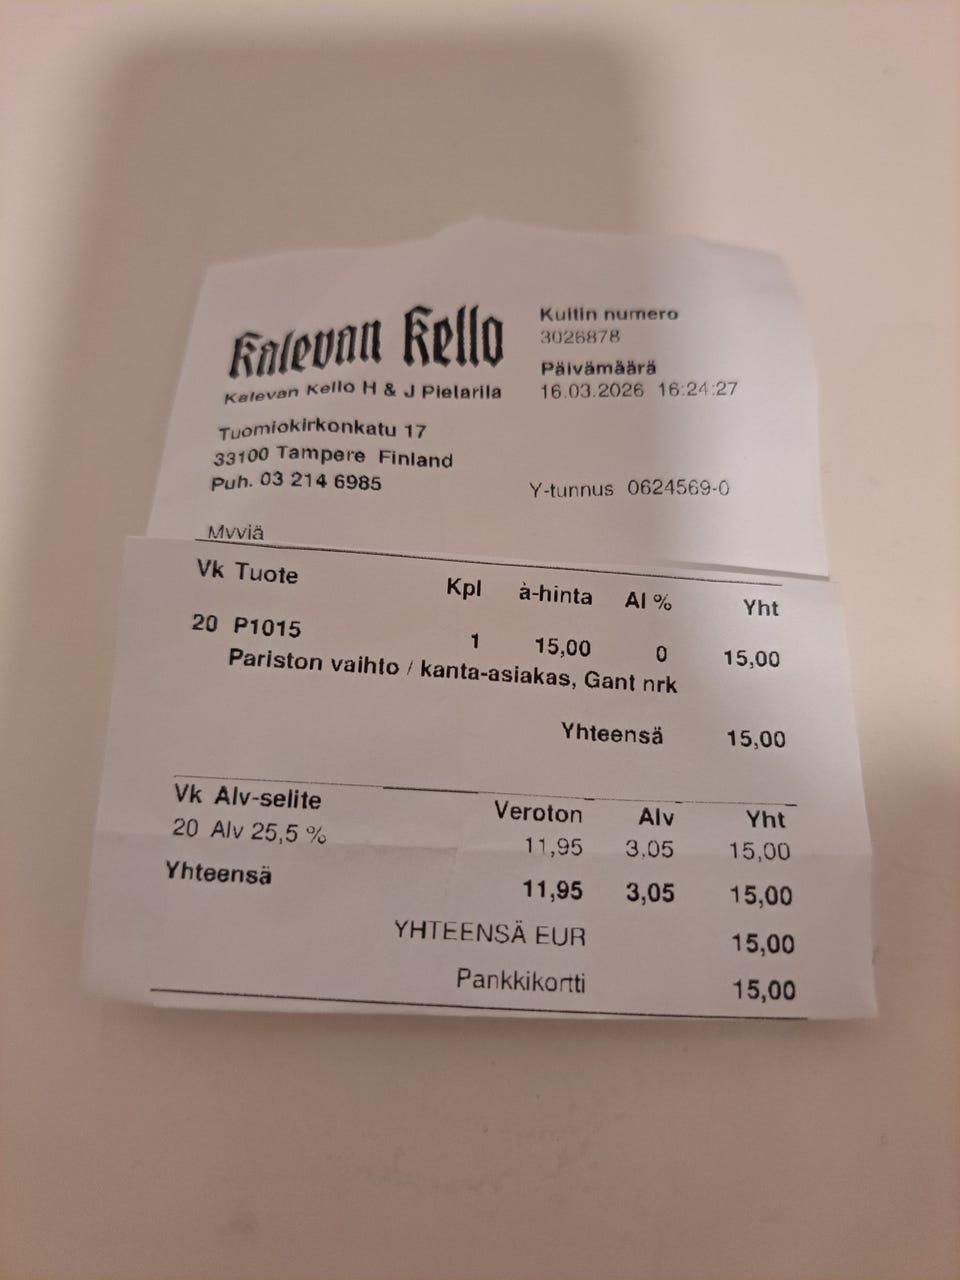 Kalevan Kello
Kalevan Kello H & J Pietarila
Tuomiokirkonkatu 17
33100 Tampere Finland
Puh. 03 214 6985
Kuitin numero
3026878
Päivämäärä
16.03.2026 16:24:27
Y-tunnus 0624569-0
Myyjä
Vk Tuote Kpl à-hinta Al % Yht
20 P1015 1 15,00 0 15,00
Pariston vaihto / kanta-asiakas, Gant nrk
Yhteensä 15,00
Vk Alv-selite Veroton Alv Yht
20 Alv 25,5 % 11,95 3,05 15,00
Yhteensä 11,95 3,05 15,00
YHTEENSÄ EUR 15,00
Pankkikortti 15,00